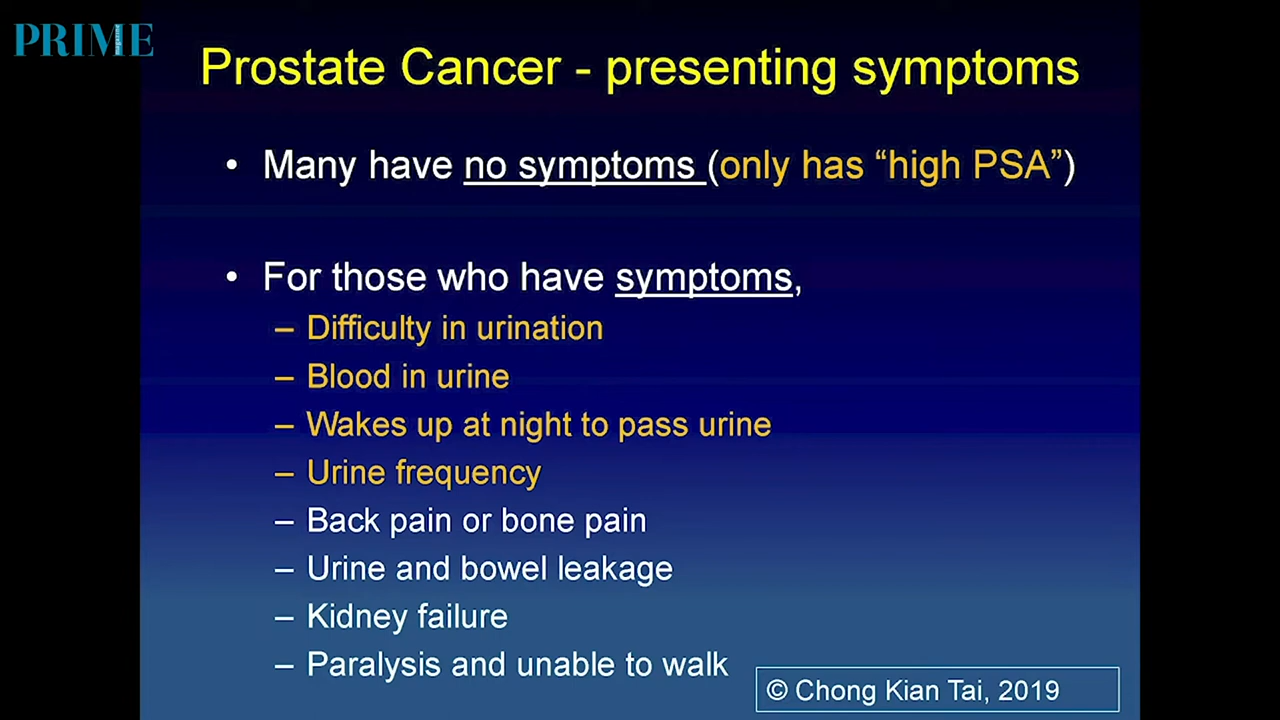 PRIME magazine
Prostate Cancer - presenting symptoms
• Many have no symptoms (only has “high PSA”)
• For those who have symptoms,
– Difficulty in urination
– Blood in urine
– Wakes up at night to pass urine
– Urine frequency
– Back pain or bone pain
– Urine and bowel leakage
– Kidney failure
– Paralysis and unable to walk
© Chong Kian Tai, 2019